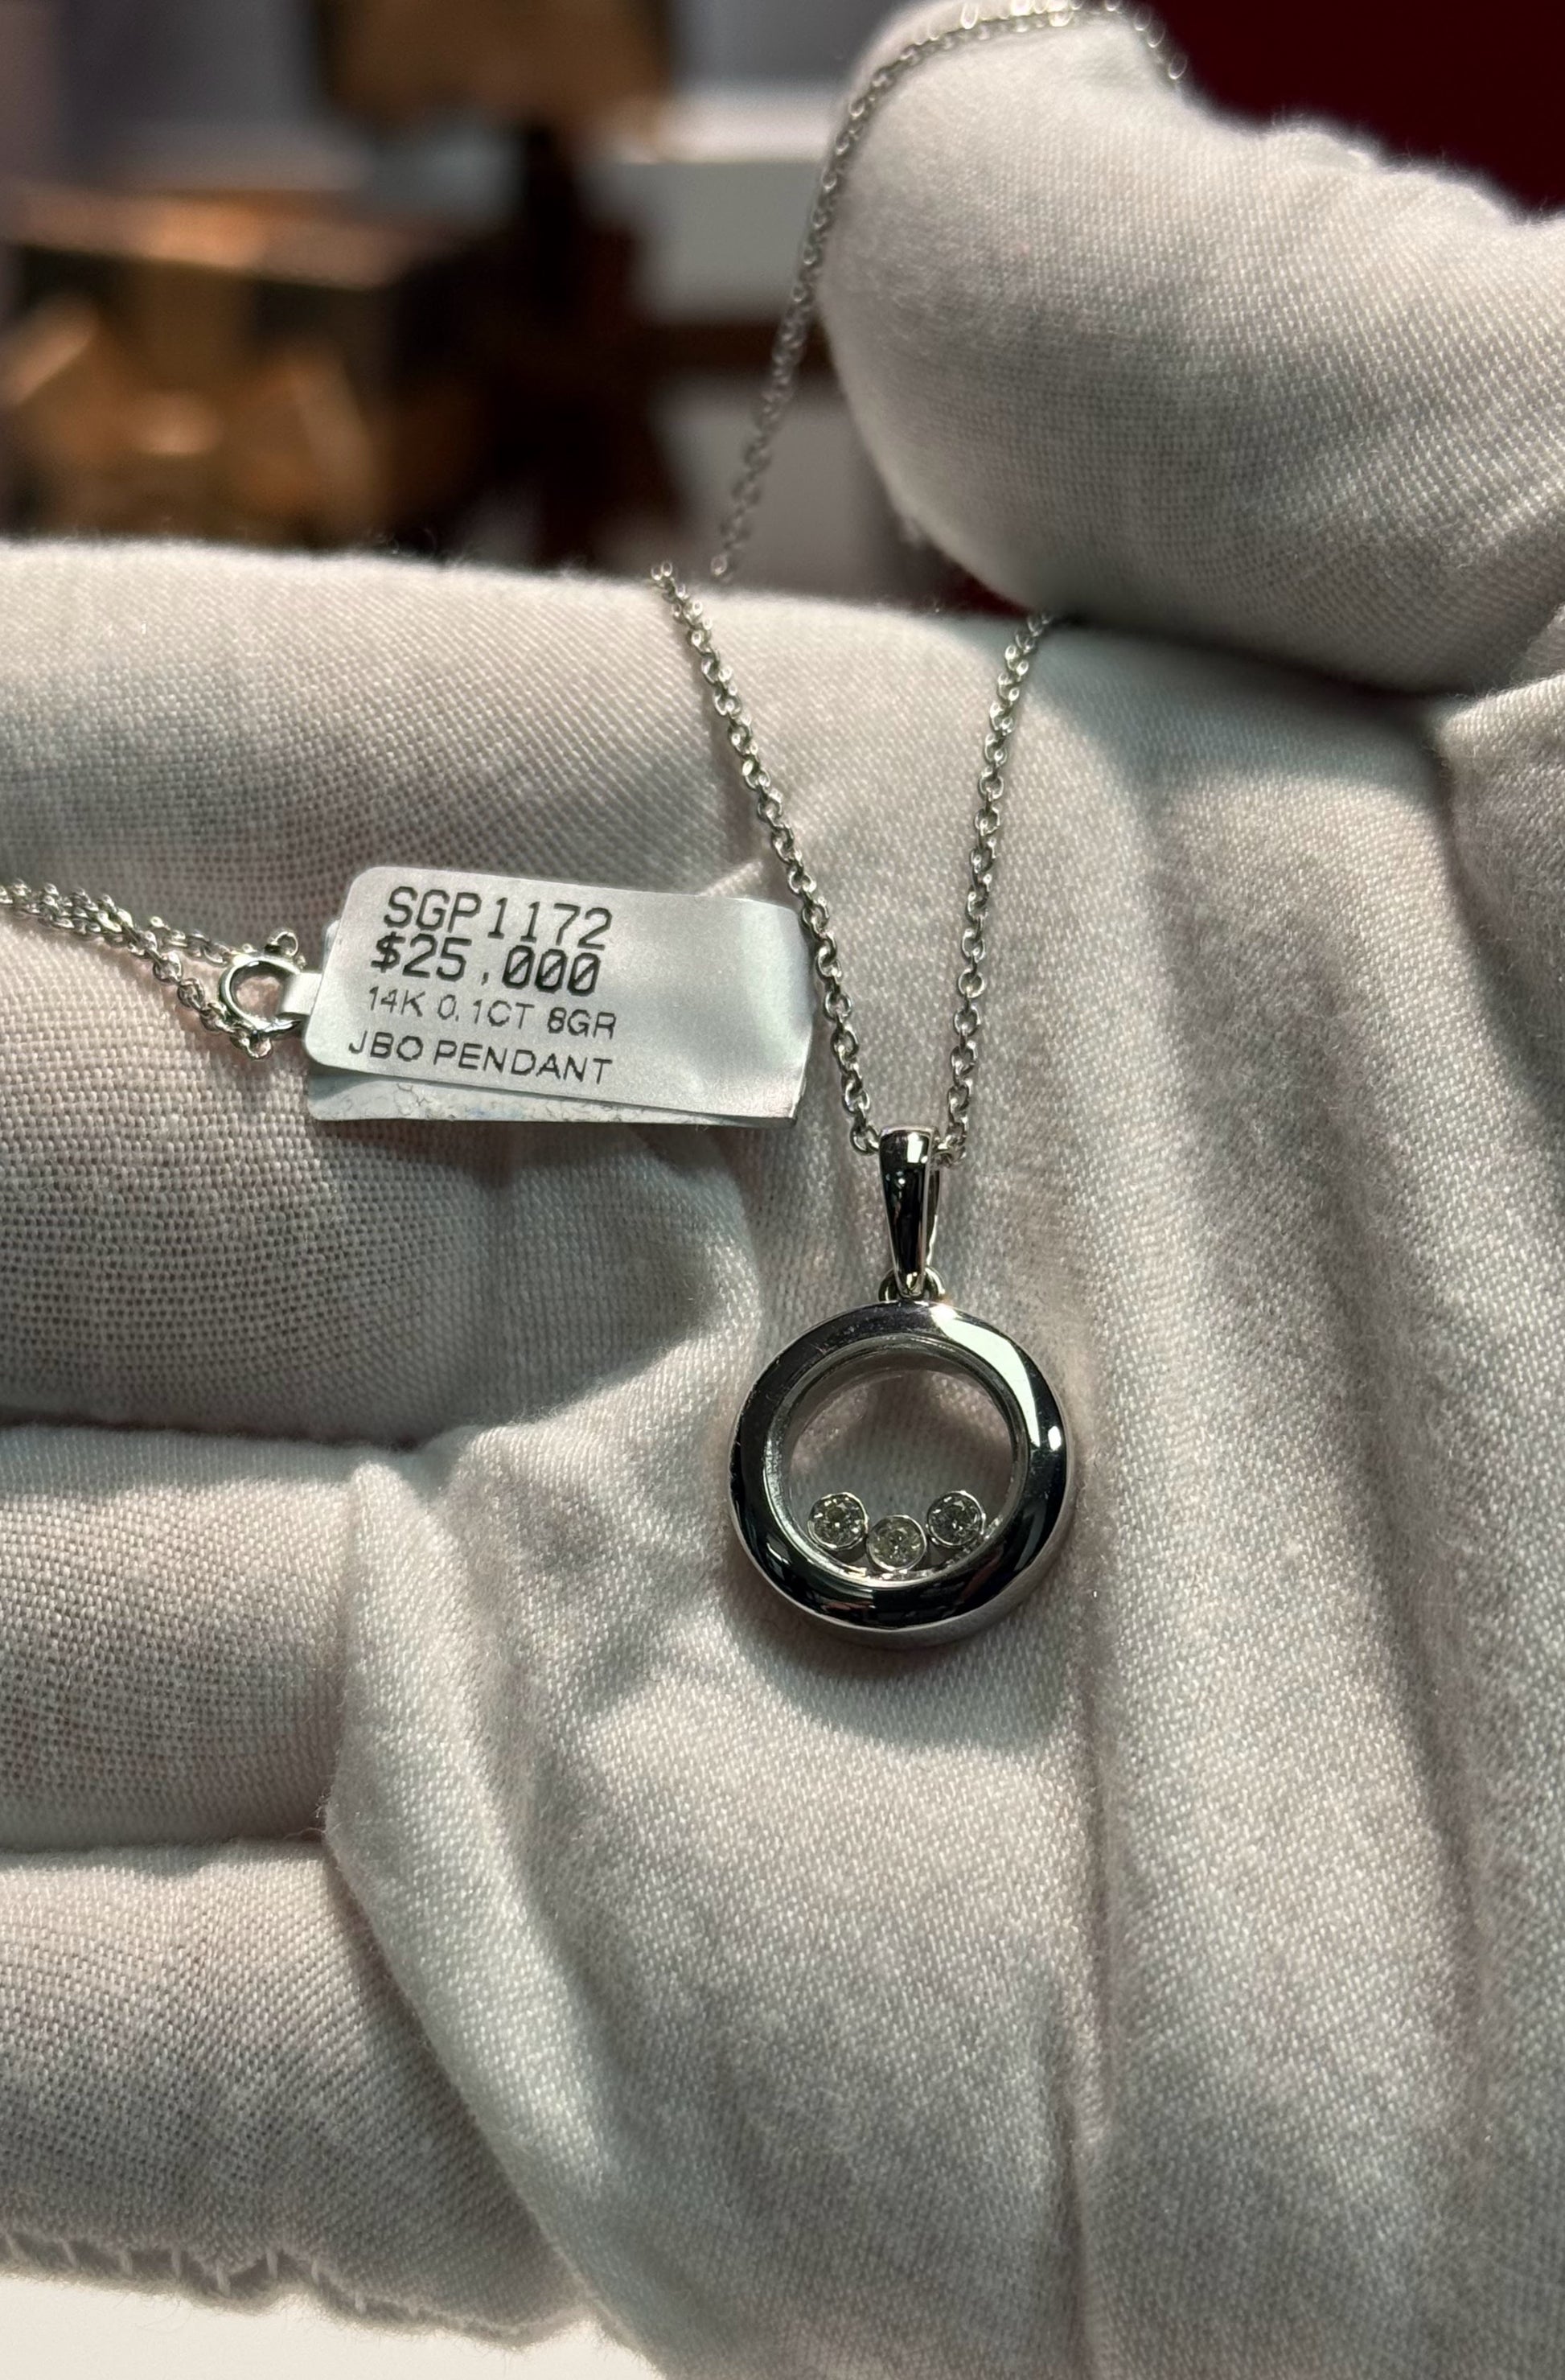 SGP1172
$25,000
14K 0.1CT 8GR
JBO PENDANT